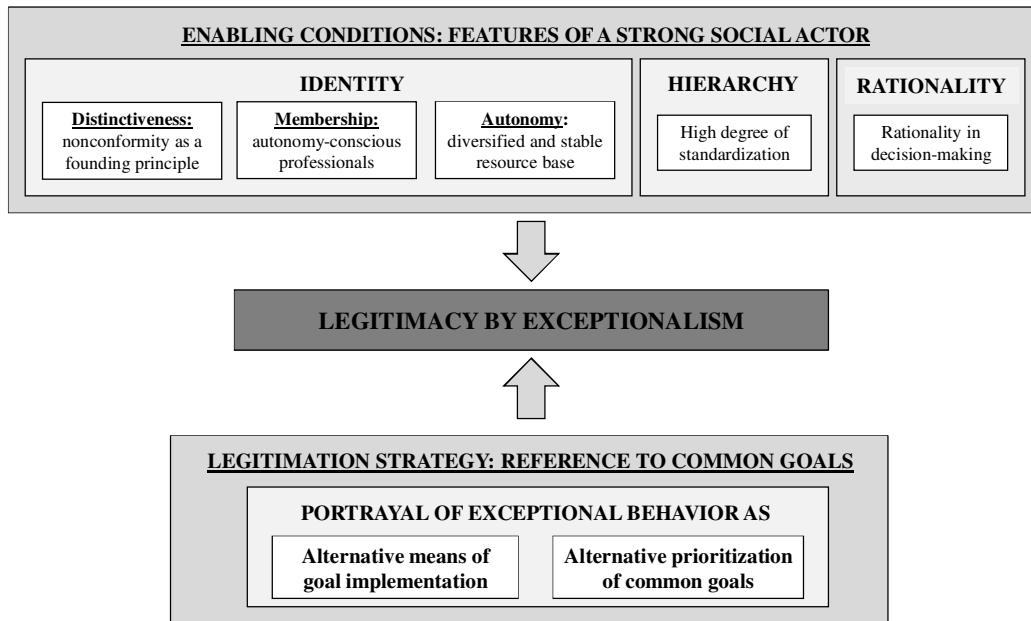 ENABLING CONDITIONS: FEATURES OF A STRONG SOCIAL ACTOR
IDENTITY
Distinctiveness:
nonconformity as a
founding principle
Membership:
autonomy-conscious
professionals
Autonomy:
diversified and stable
resource base
HIERARCHY
High degree of
standardization
RATIONALITY
Rationality in
decision-making
LEGITIMACY BY EXCEPTIONALISM
LEGITIMATION STRATEGY: REFERENCE TO COMMON GOALS
PORTRAYAL OF EXCEPTIONAL BEHAVIOR AS
Alternative means of
goal implementation
Alternative prioritization
of common goals